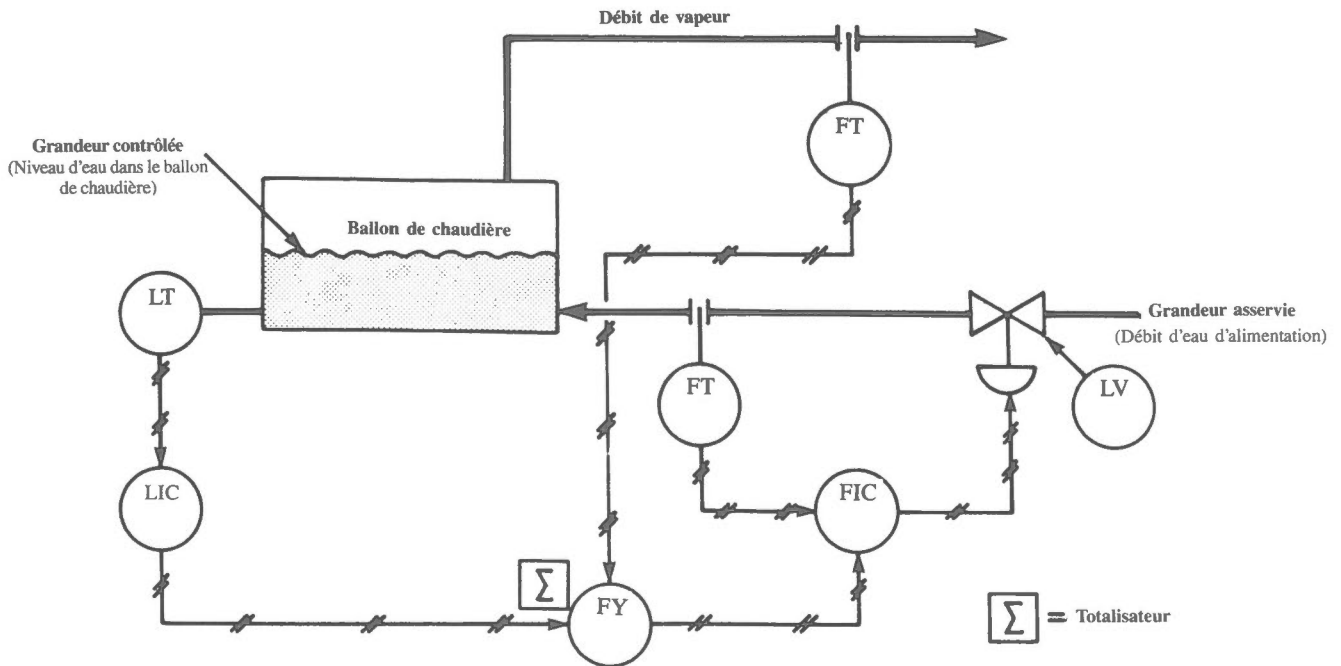 Débit de vapeur
FT
Grandeur contrôlée
(Niveau d'eau dans le ballon
de chaudière)
Ballon de chaudière
LT
Grandeur asservie
(Débit d'eau d'alimentation)
FT
LV
LIC
FIC
Σ
FY
Σ = Totalisateur